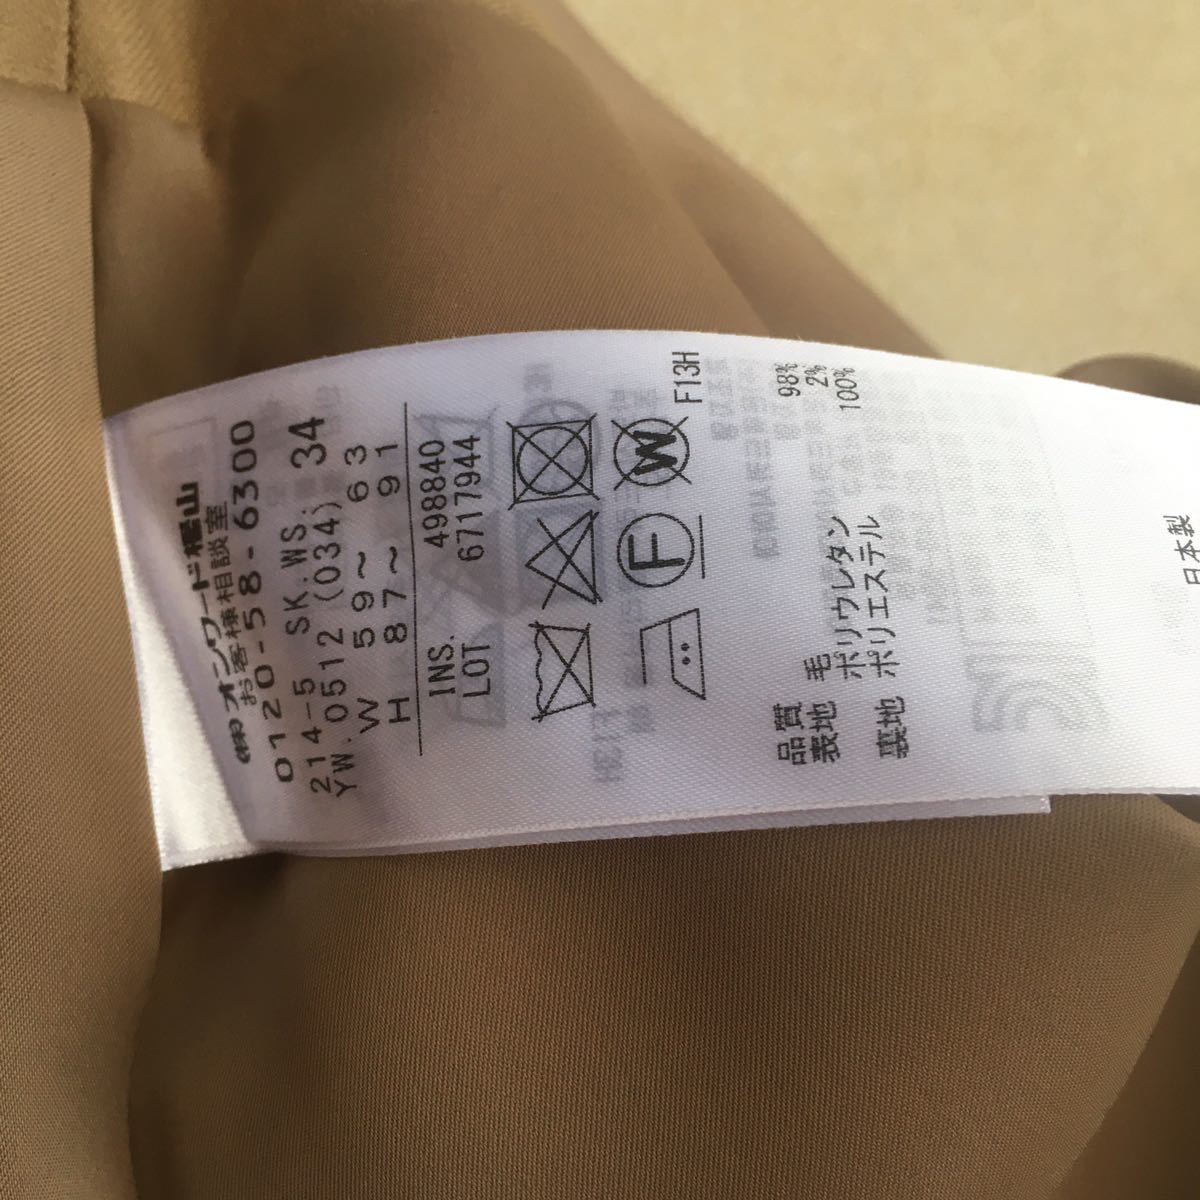 日本製
品質
表地 毛 98%
ポリウレタン 2%
裏地 ポリエステル 100%
F13H
W
F
INS. 498840
LOT 6717944
W 59〜 63
H 87〜 91
214-5 SK.WS. 34
YW.0512 (034)
0120-58-6300
お客様相談室
(株)オンワード樫山